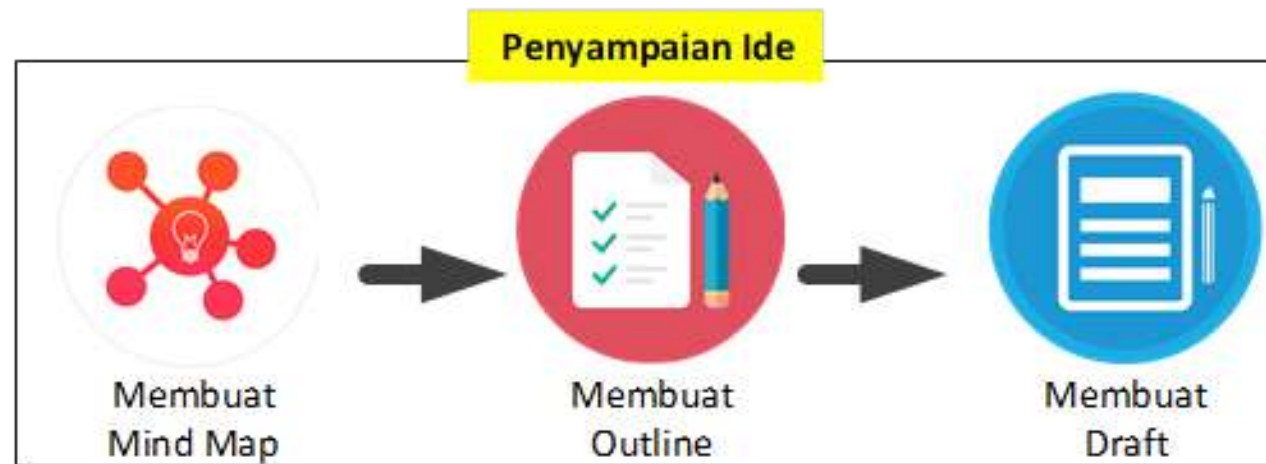 Penyampaian Ide
Membuat
Mind Map
Membuat
Outline
Membuat
Draft